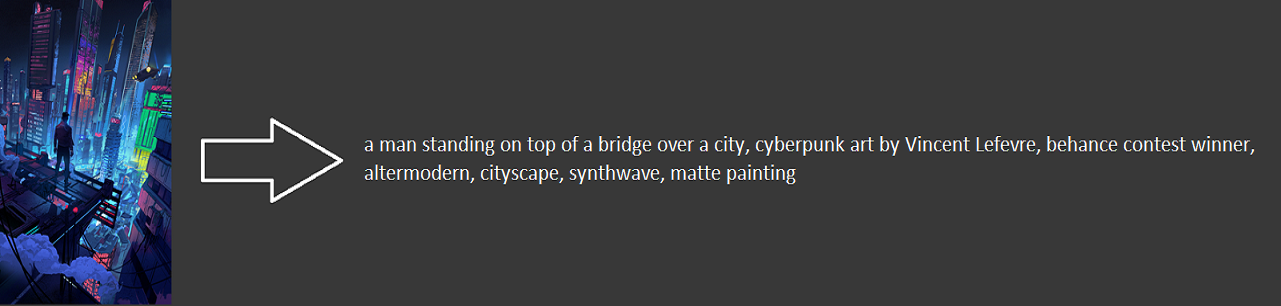 a man standing on top of a bridge over a city, cyberpunk art by Vincent Lefevre, behance contest winner,
altermodern, cityscape, synthwave, matte painting